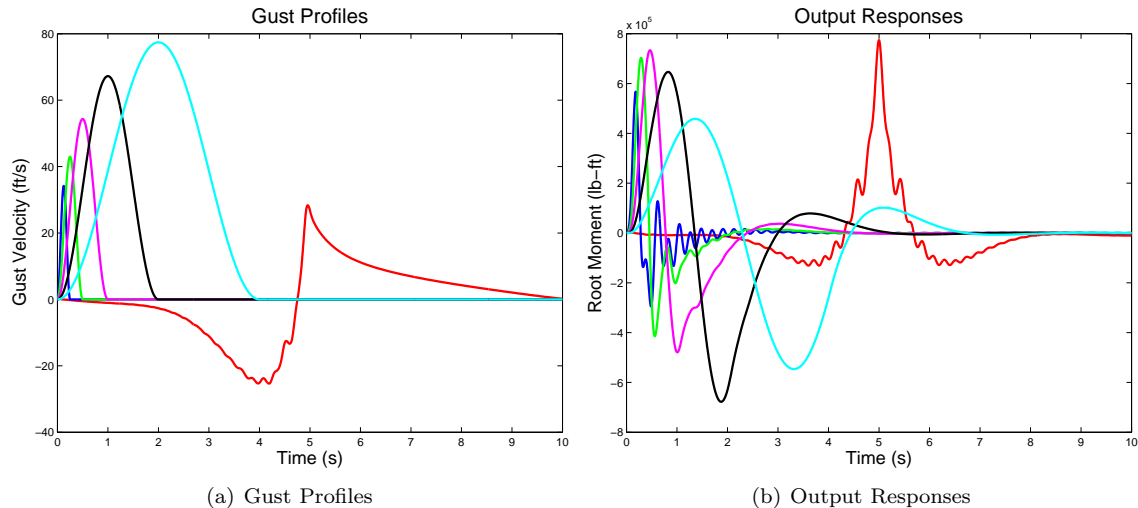 Gust Profiles
80
60
40
20
0
−20
−40
Gust Velocity (ft/s)
0 1 2 3 4 5 6 7 8 9 10
Time (s)
(a) Gust Profiles
Output Responses
x 10^5
8
6
4
2
0
−2
−4
−6
−8
Root Moment (lb−ft)
0 1 2 3 4 5 6 7 8 9 10
Time (s)
(b) Output Responses